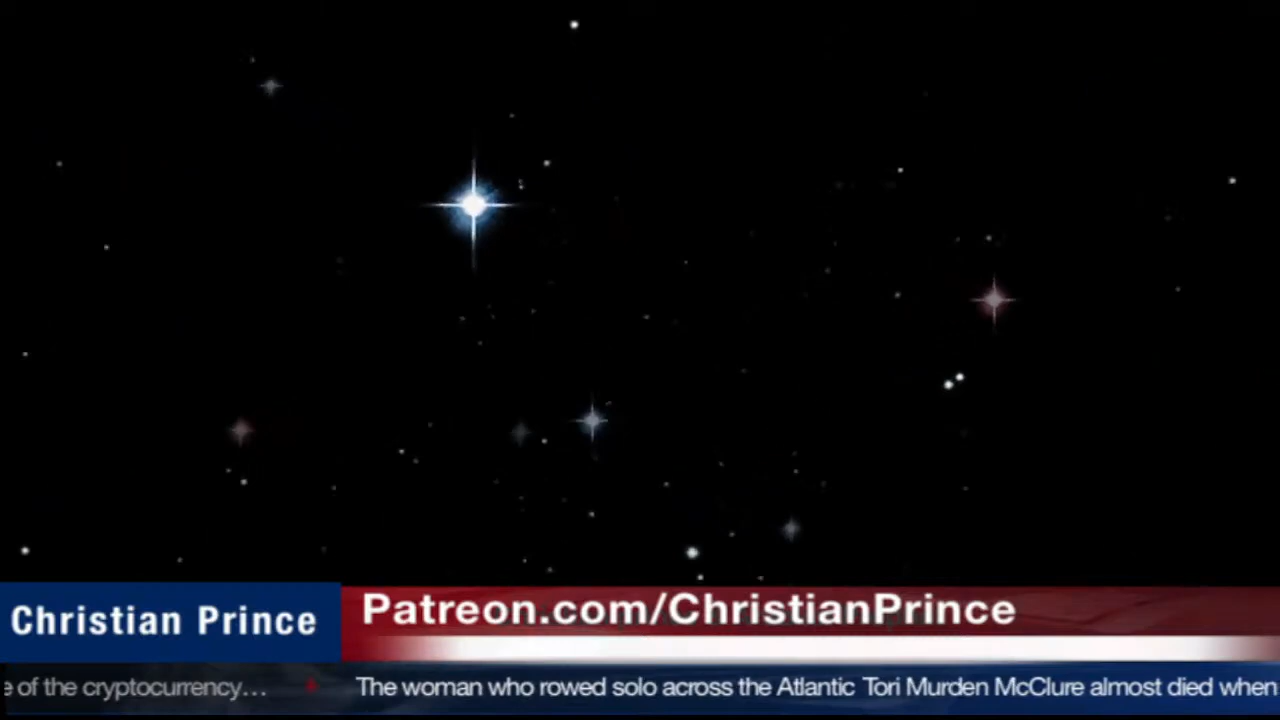 Christian Prince
Patreon.com/ChristianPrince
e of the cryptocurrency… The woman who rowed solo across the Atlantic Tori Murden McClure almost died when